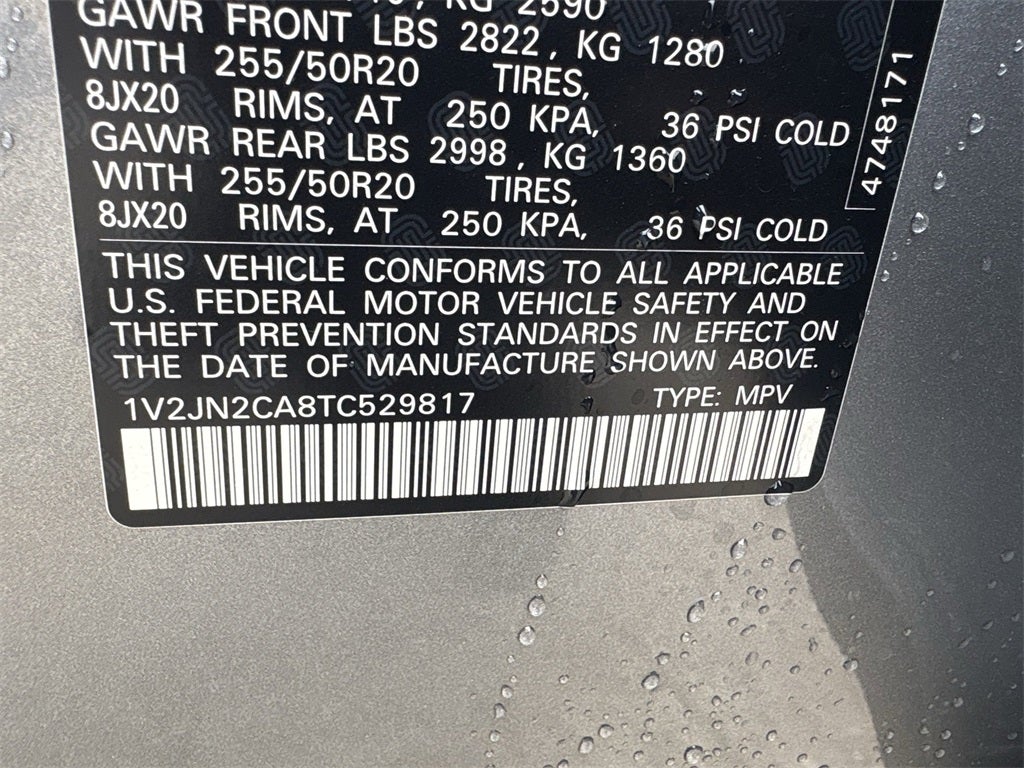 KG 2590
GAWR FRONT LBS 2822, KG 1280
WITH 255/50R20 TIRES,
8JX20 RIMS, AT 250 KPA, 36 PSI COLD
GAWR REAR LBS 2998, KG 1360
WITH 255/50R20 TIRES,
8JX20 RIMS, AT 250 KPA, 36 PSI COLD
THIS VEHICLE CONFORMS TO ALL APPLICABLE
U.S. FEDERAL MOTOR VEHICLE SAFETY AND
THEFT PREVENTION STANDARDS IN EFFECT ON
THE DATE OF MANUFACTURE SHOWN ABOVE.
1V2JN2CA8TC529817 TYPE: MPV
4748171